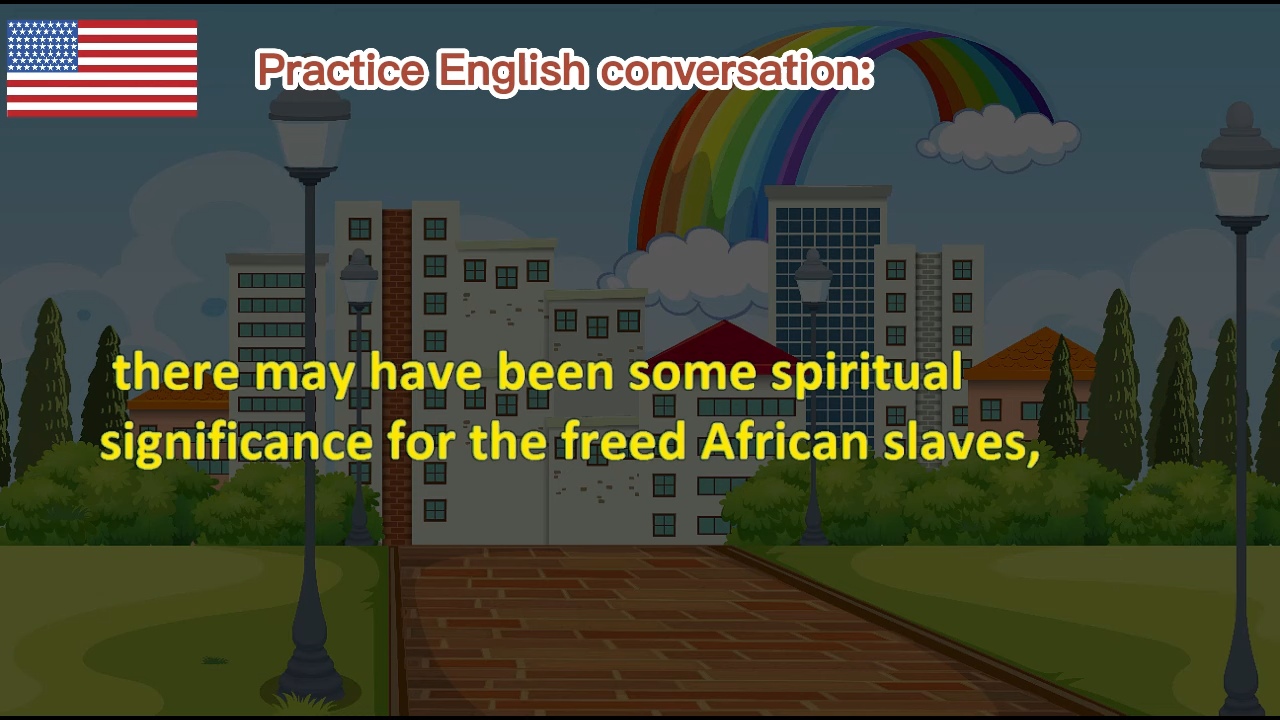 Practice English conversation:
there may have been some spiritual
significance for the freed African slaves,